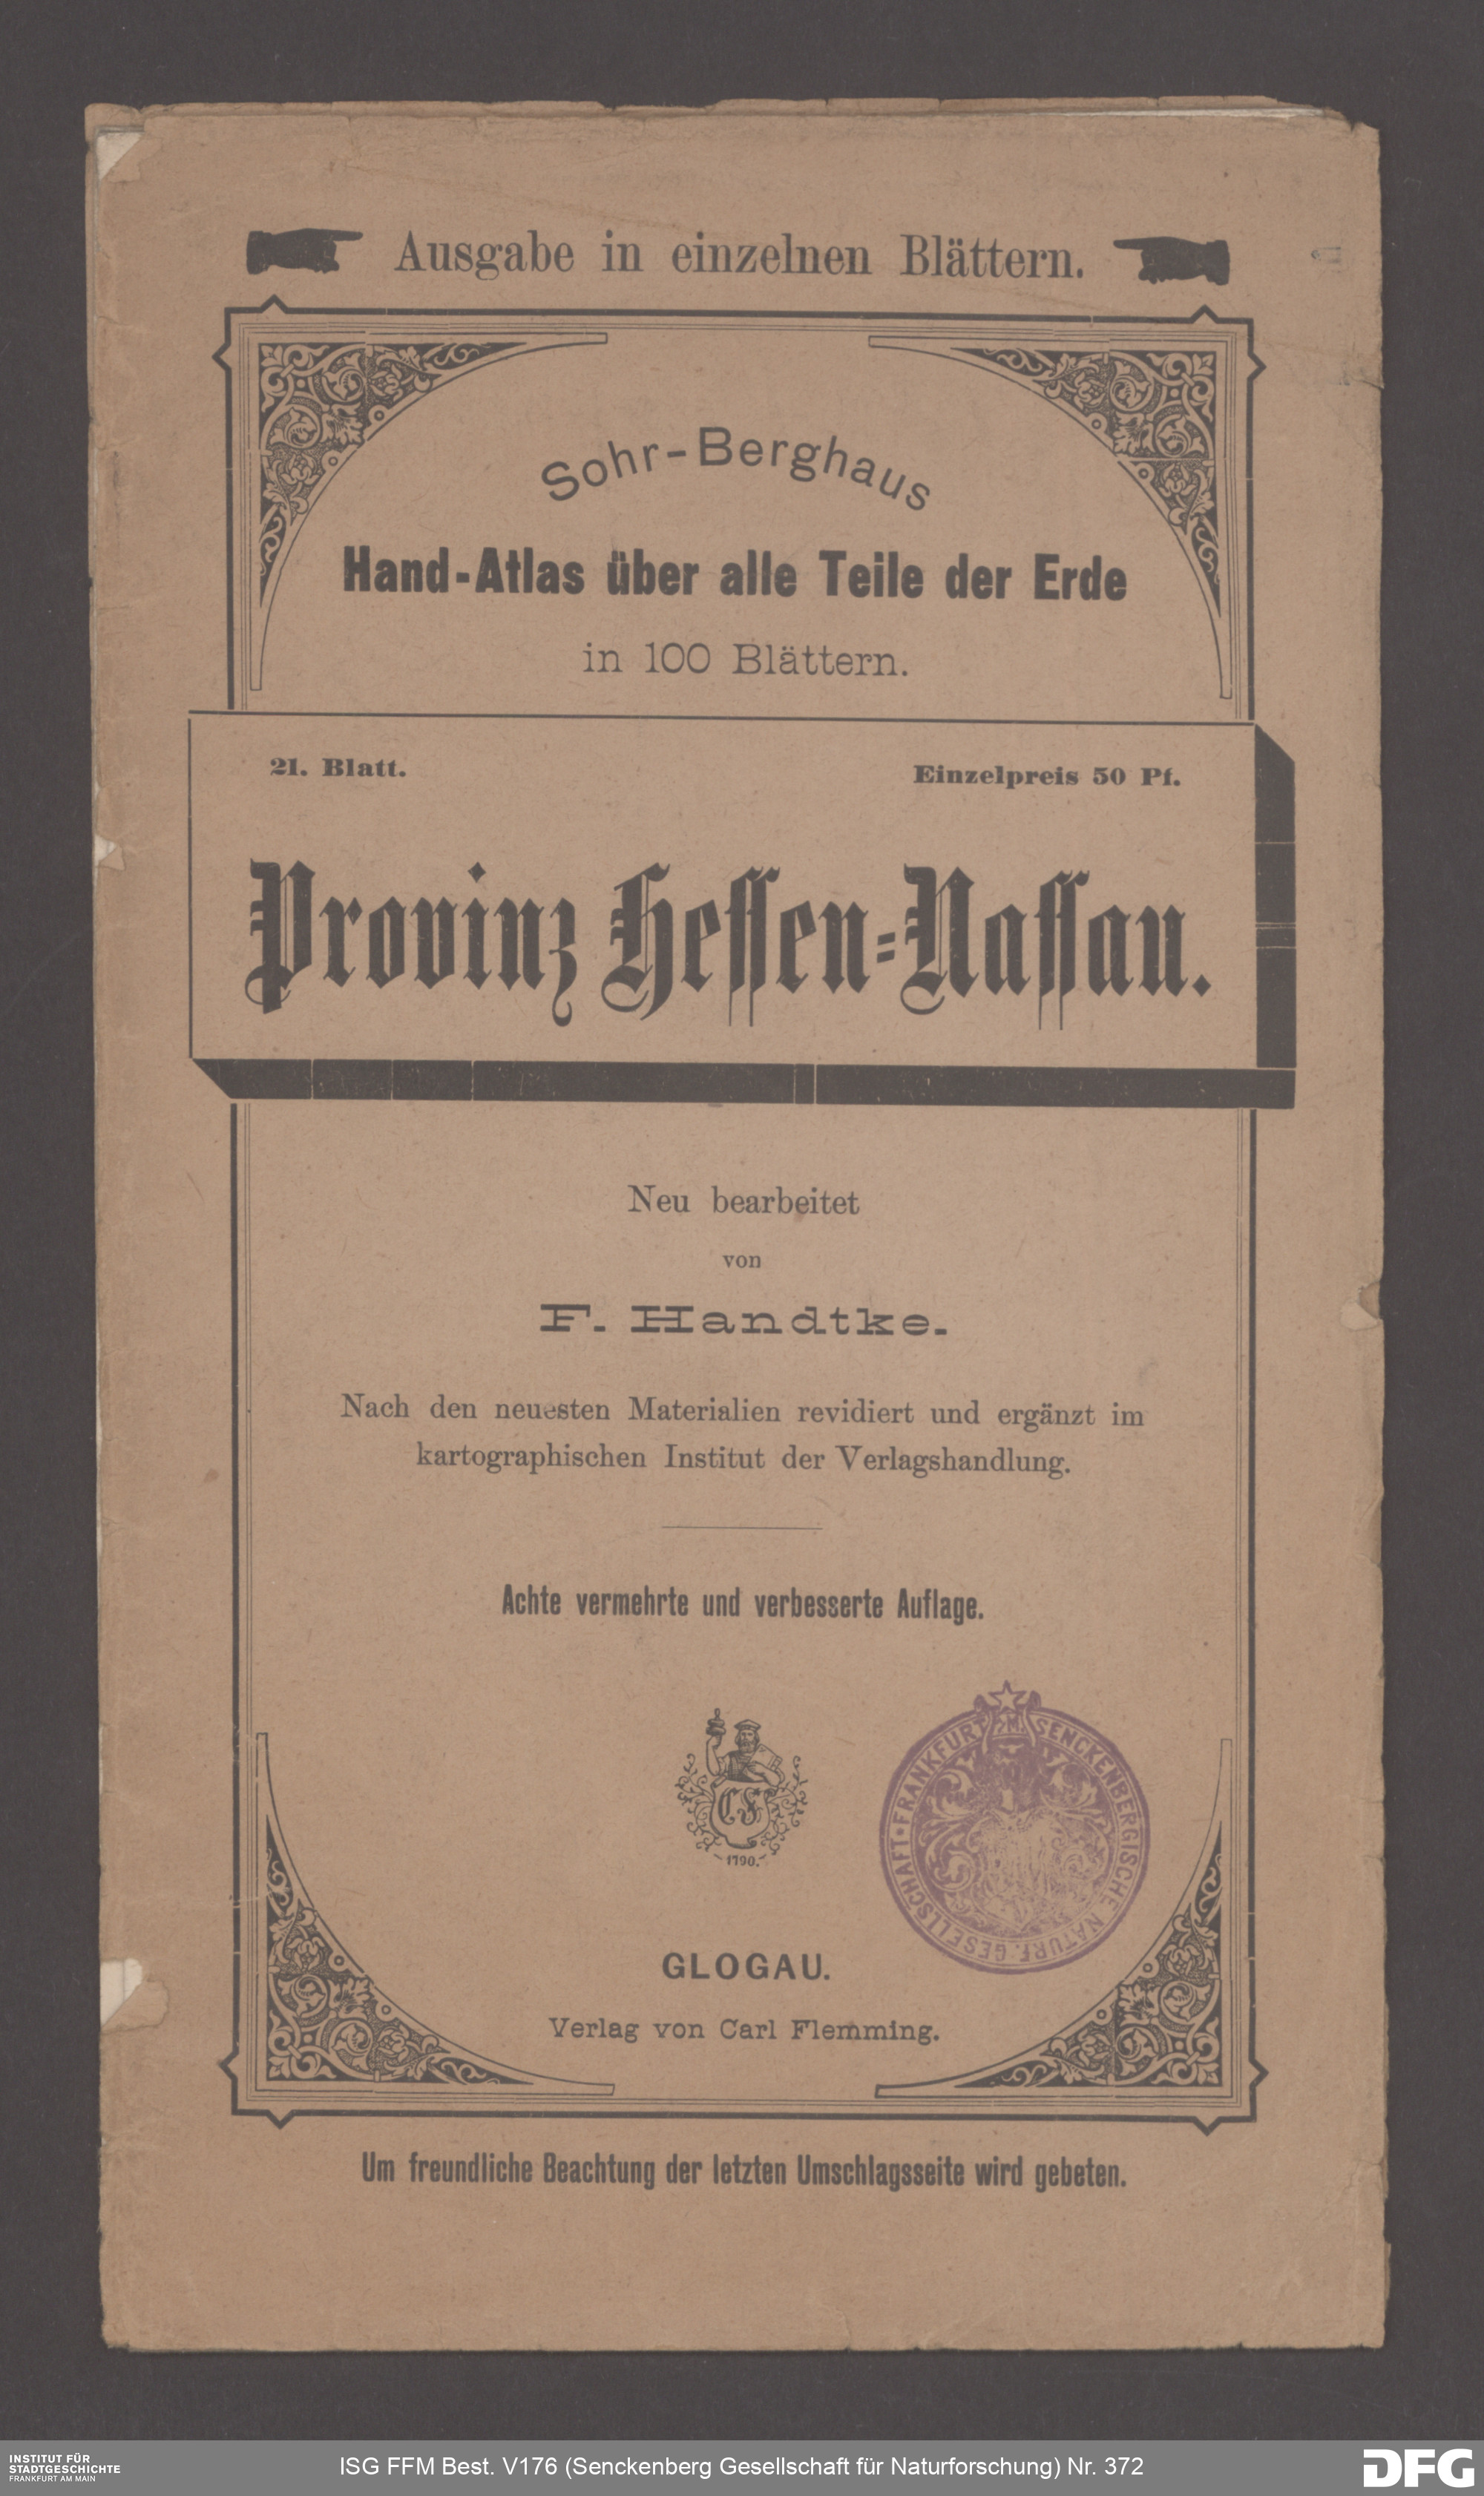 Ausgabe in einzelnen Blättern.
Sohr-Berghaus
Hand-Atlas über alle Teile der Erde
in 100 Blättern.
21. Blatt.
Einzelpreis 50 Pf.
Provinz Hessen=Nassau.
Neu bearbeitet
von
F. Handtke.
Nach den neuesten Materialien revidiert und ergänzt im
kartographischen Institut der Verlagshandlung.
Achte vermehrte und verbesserte Auflage.
CF
1790.
SENCKENBERGISCHE NATURF. GESELLSCHAFT • FRANKFURT
GLOGAU.
Verlag von Carl Flemming.
Um freundliche Beachtung der letzten Umschlagsseite wird gebeten.
INSTITUT FÜR
STADTGESCHICHTE
FRANKFURT AM MAIN
ISG FFM Best. V176 (Senckenberg Gesellschaft für Naturforschung) Nr. 372
DFG